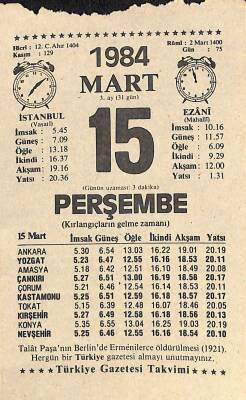 Hicrî : 12. C.Ahır 1404
Kasım : 129
Rûmî : 2 Mart 1400
Gün : 75
1984
MART
3. ay (31 gün)
15
İSTANBUL
(Vasatî)
İmsak : 5.45
Güneş : 7.09
Öğle : 13.18
İkindi : 16.37
Akşam : 19.16
Yatsı : 20.36
EZÂNÎ
(Mahallî)
İmsak : 10.16
Güneş : 11.57
Öğle : 6.09
İkindi : 9.29
Akşam : 12.00
Yatsı : 1.31
(Günün uzaması: 3 dakika)
PERŞEMBE
(Kırlangıçların gelme zamanı)
15 Mart İmsak Güneş Öğle İkindi Akşam Yatsı
ANKARA 5.30 6.54 13.03 16.22 19.01 20.19
YOZGAT 5.23 6.47 12.55 16.16 18.53 20.11
AMASYA 5.18 6.42 12.51 16.10 18.49 20.08
ÇANKIRI 5.27 6.51 13.00 16.19 18.58 20.17
ÇORUM 5.21 6.46 12.54 16.14 18.53 20.11
KASTAMONU 5.25 6.51 12.59 16.18 18.57 20.17
TOKAT 5.15 6.39 12.48 16.07 18.46 20.05
KIRŞEHİR 5.27 6.49 12.58 16.18 18.56 20.13
KONYA 5.35 6.55 13.04 16.25 19.03 20.19
NEVŞEHİR 5.25 6.46 12.55 16.16 18.54 20.10
Talât Paşa'nın Berlin'de Ermenilerce öldürülmesi (1921).
Hergün bir Türkiye gazetesi almayı unutmayınız.
Türkiye Gazetesi Takvimi